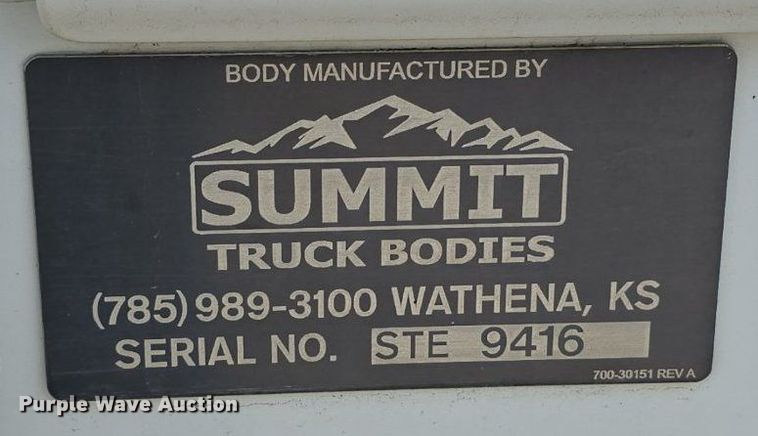 BODY MANUFACTURED BY
SUMMIT
TRUCK BODIES
(785) 989-3100 WATHENA, KS
SERIAL NO. STE 9416
700-30151 REV A
Purple Wave Auction